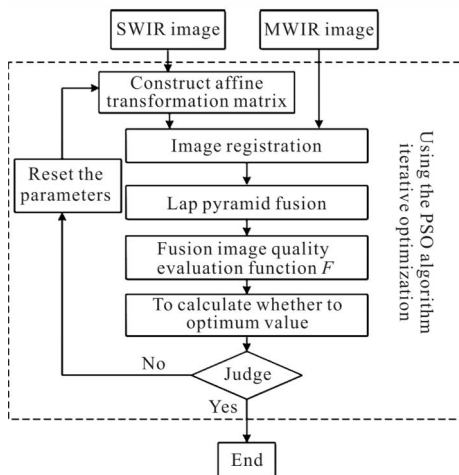 SWIR image
MWIR image
Construct affine
transformation matrix
Image registration
Reset the
parameters
Lap pyramid fusion
Fusion image quality
evaluation function F
To calculate whether to
optimum value
No
Judge
Yes
End
Using the PSO algorithm
iterative optimization